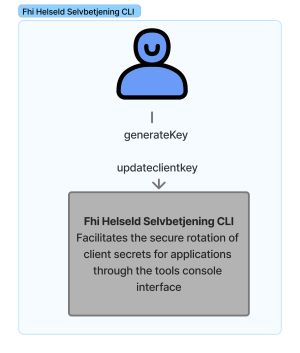 Fhi Helseld Selvbetjening CLI
generateKey
updateclientkey
Fhi Helseld Selvbetjening CLI
Facilitates the secure rotation of
client secrets for applications
through the tools console
interface